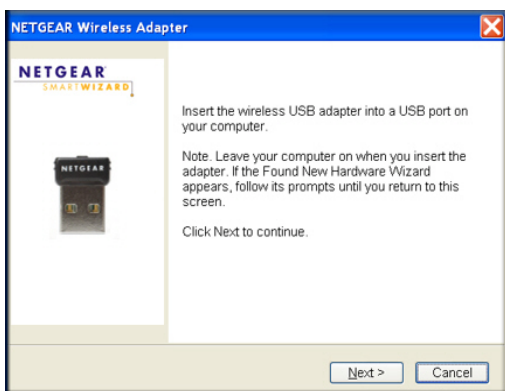 NETGEAR Wireless Adapter
NETGEAR
SMARTWIZARD
NETGEAR
Insert the wireless USB adapter into a USB port on
your computer.
Note. Leave your computer on when you insert the
adapter. If the Found New Hardware Wizard
appears, follow its prompts until you return to this
screen.
Click Next to continue.
Next > Cancel